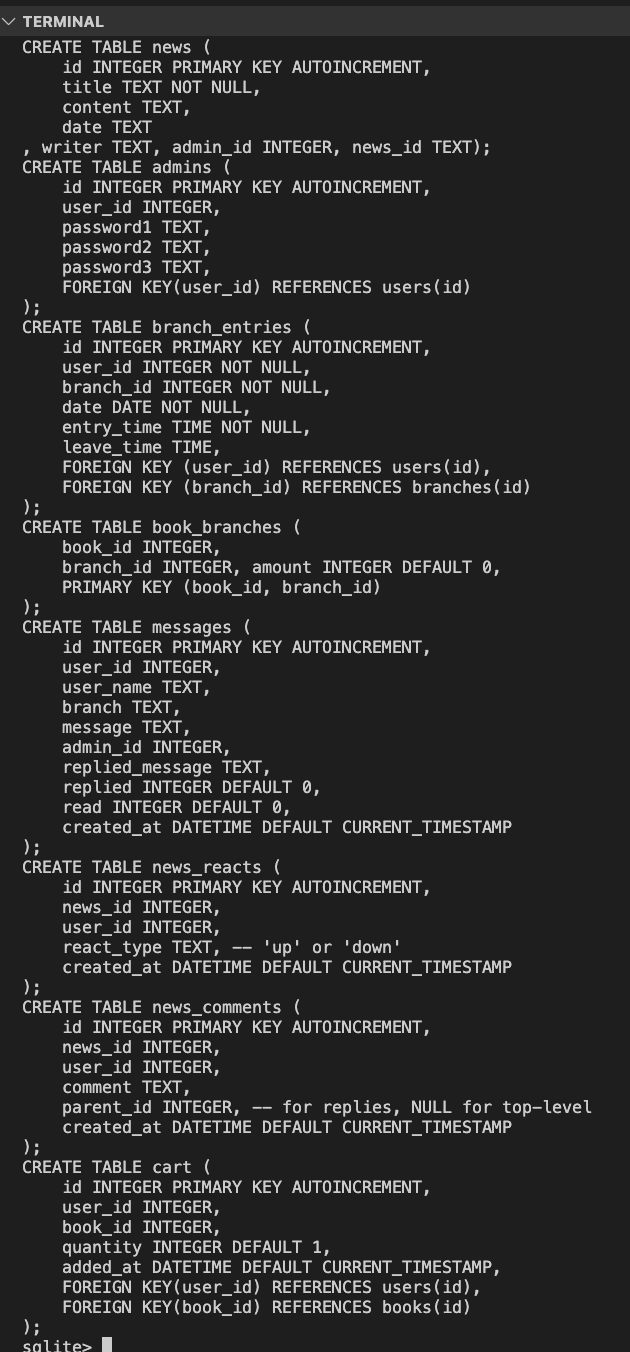 TERMINAL
CREATE TABLE news (
    id INTEGER PRIMARY KEY AUTOINCREMENT,
    title TEXT NOT NULL,
    content TEXT,
    date TEXT
, writer TEXT, admin_id INTEGER, news_id TEXT);
CREATE TABLE admins (
    id INTEGER PRIMARY KEY AUTOINCREMENT,
    user_id INTEGER,
    password1 TEXT,
    password2 TEXT,
    password3 TEXT,
    FOREIGN KEY(user_id) REFERENCES users(id)
);
CREATE TABLE branch_entries (
    id INTEGER PRIMARY KEY AUTOINCREMENT,
    user_id INTEGER NOT NULL,
    branch_id INTEGER NOT NULL,
    date DATE NOT NULL,
    entry_time TIME NOT NULL,
    leave_time TIME,
    FOREIGN KEY (user_id) REFERENCES users(id),
    FOREIGN KEY (branch_id) REFERENCES branches(id)
);
CREATE TABLE book_branches (
    book_id INTEGER,
    branch_id INTEGER, amount INTEGER DEFAULT 0,
    PRIMARY KEY (book_id, branch_id)
);
CREATE TABLE messages (
    id INTEGER PRIMARY KEY AUTOINCREMENT,
    user_id INTEGER,
    user_name TEXT,
    branch TEXT,
    message TEXT,
    admin_id INTEGER,
    replied_message TEXT,
    replied INTEGER DEFAULT 0,
    read INTEGER DEFAULT 0,
    created_at DATETIME DEFAULT CURRENT_TIMESTAMP
);
CREATE TABLE news_reacts (
    id INTEGER PRIMARY KEY AUTOINCREMENT,
    news_id INTEGER,
    user_id INTEGER,
    react_type TEXT, -- 'up' or 'down'
    created_at DATETIME DEFAULT CURRENT_TIMESTAMP
);
CREATE TABLE news_comments (
    id INTEGER PRIMARY KEY AUTOINCREMENT,
    news_id INTEGER,
    user_id INTEGER,
    comment TEXT,
    parent_id INTEGER, -- for replies, NULL for top-level
    created_at DATETIME DEFAULT CURRENT_TIMESTAMP
);
CREATE TABLE cart (
    id INTEGER PRIMARY KEY AUTOINCREMENT,
    user_id INTEGER,
    book_id INTEGER,
    quantity INTEGER DEFAULT 1,
    added_at DATETIME DEFAULT CURRENT_TIMESTAMP,
    FOREIGN KEY(user_id) REFERENCES users(id),
    FOREIGN KEY(book_id) REFERENCES books(id)
);
sqlite>